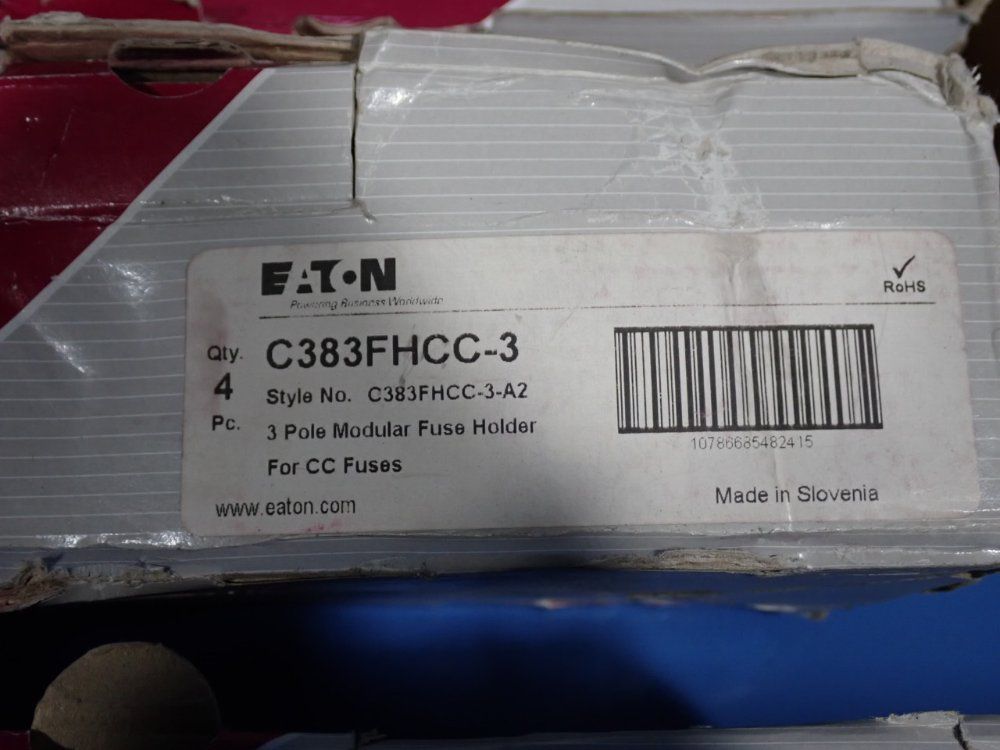 EATON
Powering Business Worldwide
RoHS
Qty.
4
Pc.
C383FHCC-3
Style No. C383FHCC-3-A2
3 Pole Modular Fuse Holder
For CC Fuses
10786685482415
www.eaton.com
Made in Slovenia